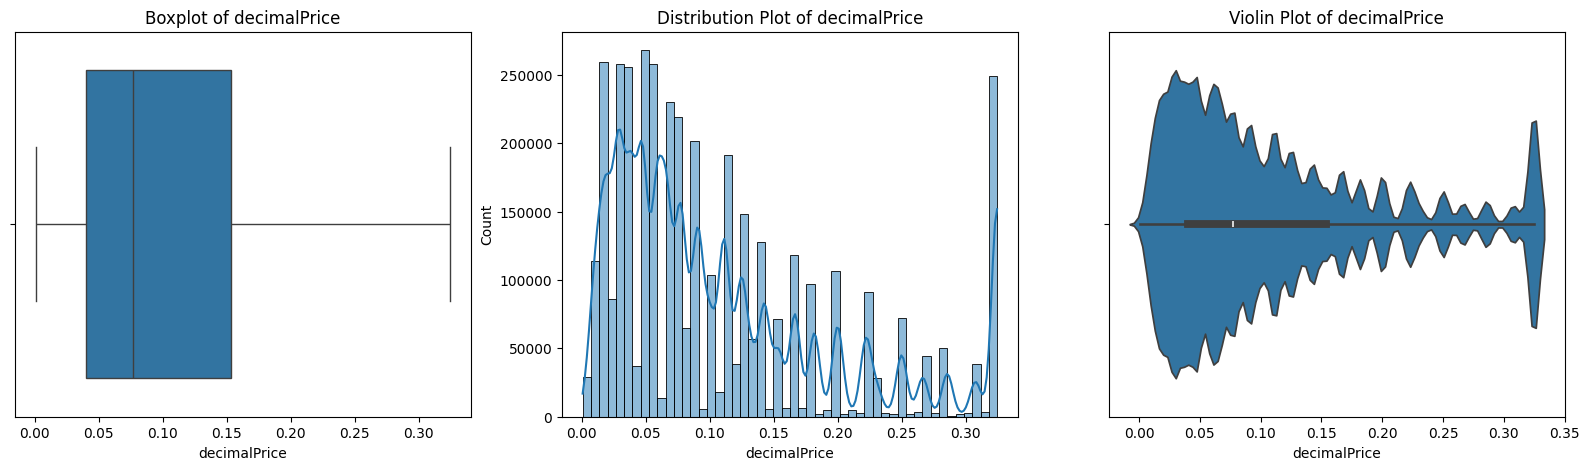 Boxplot of decimalPrice
0.00 0.05 0.10 0.15 0.20 0.25 0.30
decimalPrice
Distribution Plot of decimalPrice
Count
250000
200000
150000
100000
50000
0
0.00 0.05 0.10 0.15 0.20 0.25 0.30
decimalPrice
Violin Plot of decimalPrice
0.00 0.05 0.10 0.15 0.20 0.25 0.30 0.35
decimalPrice